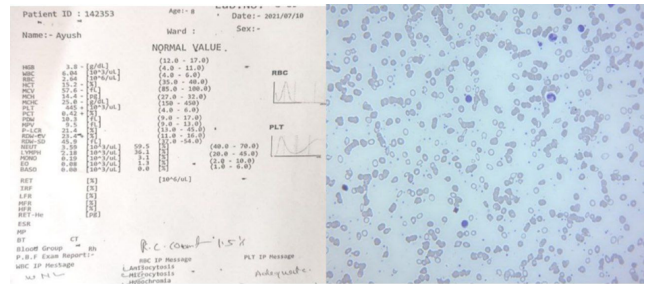 Patient ID : 142353 Age:- 8 Date:- 2021/07/10
Name:- Ayush Ward : Sex:-
NORMAL VALUE.
HGB 3.8 - [g/dL] (12.0 - 17.0)
WBC 6.04 [10^3/uL] (4.0 - 11.0)
RBC 2.64 [10^6/uL] (4.0 - 6.0)
HCT 15.2 - [%] (35.0 - 40.0)
MCV 57.6 - [fL] (85.0 - 100.0)
MCH 14.4 - [pg] (27.0 - 32.0)
MCHC 25.0 - [g/dL]
PLT 445 [10^3/uL] (150 - 450)
PCT 0.42 [%]
PDW 10.3 [fL] (9.0 - 17.0)
MPV 9.5 [fL] (9.0 - 13.0)
P-LCR 21.4 [%] (13.0 - 45.0)
RDW-CV [%] (11.0 - 16.0)
RDW-SD 45.8 [fL]
NEUT 3.59 [10^3/uL] 59.5 [%] (40.0 - 70.0)
LYMPH 2.18 [10^3/uL] 36.1 [%] (20.0 - 45.0)
MONO 0.19 [10^3/uL] 3.1 [%] (2.0 - 10.0)
EO 0.08 [10^3/uL] 1.3 [%] (1.0 - 6.0)
BASO 0.00 [10^3/uL] 0.0 [%]
RBC
PLT
RET [%] [10^6/uL]
IRF [%]
LFR [%]
MFR [%]
HFR [%]
RET-He [pg]
ESR
MP
BT CT
Blood Group Rh
R.C-Count 1.5%
P.B.F Exam Report:-
WBC IP Message RBC IP Message PLT IP Message
WNL Anisocytosis Adequate
Microcytosis
Hypochromia